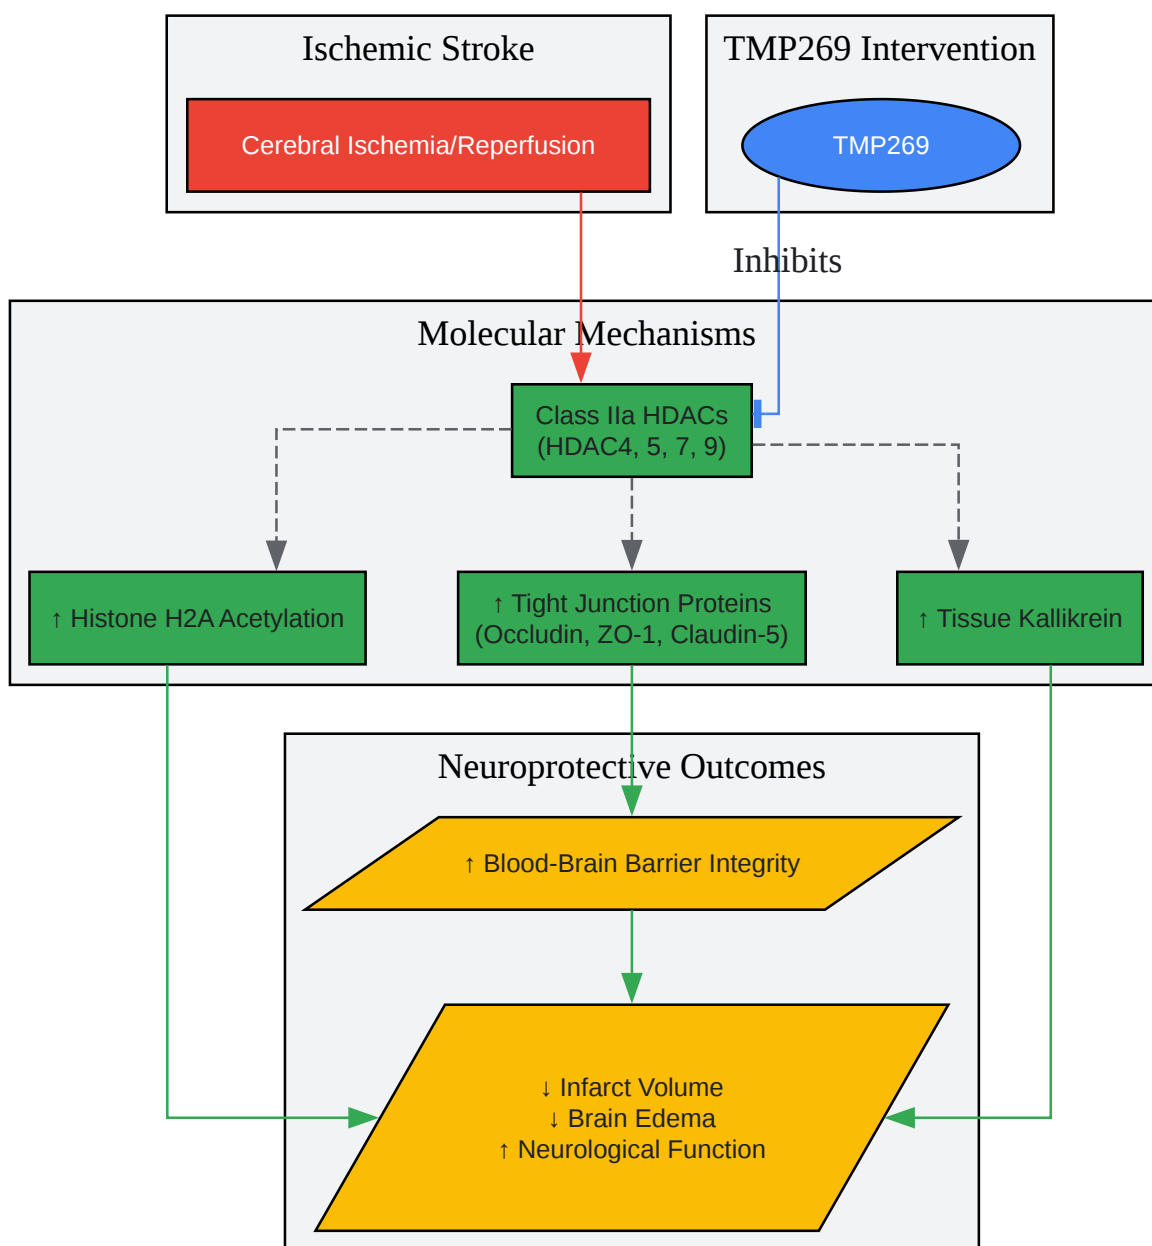 Ischemic Stroke
TMP269 Intervention
Cerebral Ischemia/Reperfusion
TMP269
Inhibits
Molecular Mechanisms
Class IIa HDACs
(HDAC4, 5, 7, 9)
↑ Histone H2A Acetylation
↑ Tight Junction Proteins
(Occludin, ZO-1, Claudin-5)
↑ Tissue Kallikrein
Neuroprotective Outcomes
↑ Blood-Brain Barrier Integrity
↓ Infarct Volume
↓ Brain Edema
↑ Neurological Function